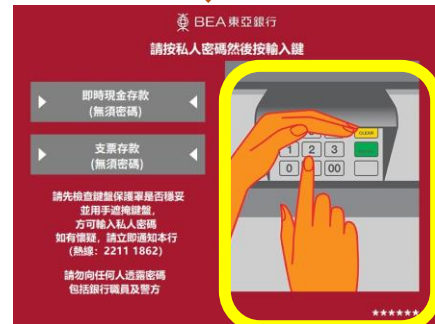 BEA東亞銀行
請按私人密碼然後按輸入鍵
即時現金存款
(無須密碼)
支票存款
(無須密碼)
請先檢查鍵盤保護罩是否穩妥
並用手遮掩鍵盤,
方可輸入私人密碼
如有懷疑, 請立即通知本行
(熱線: 2211 1862)
請勿向任何人透露密碼
包括銀行職員及警方
CLEAR
1 2 3
0 00
******